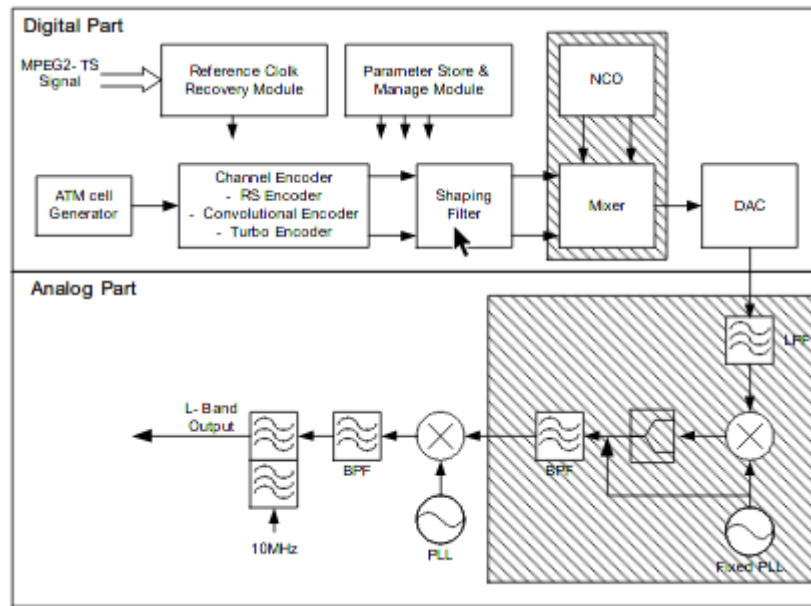 Digital Part
MPEG2- TS
Signal
Reference Clolk
Recovery Module
Parameter Store &
Manage Module
NCO
ATM cell
Generator
Channel Encoder
- RS Encoder
- Convolutional Encoder
- Turbo Encoder
Shaping
Filter
Mixer
DAC
Analog Part
LPF
L- Band
Output
BPF
BPF
10MHz
PLL
Fixed PLL